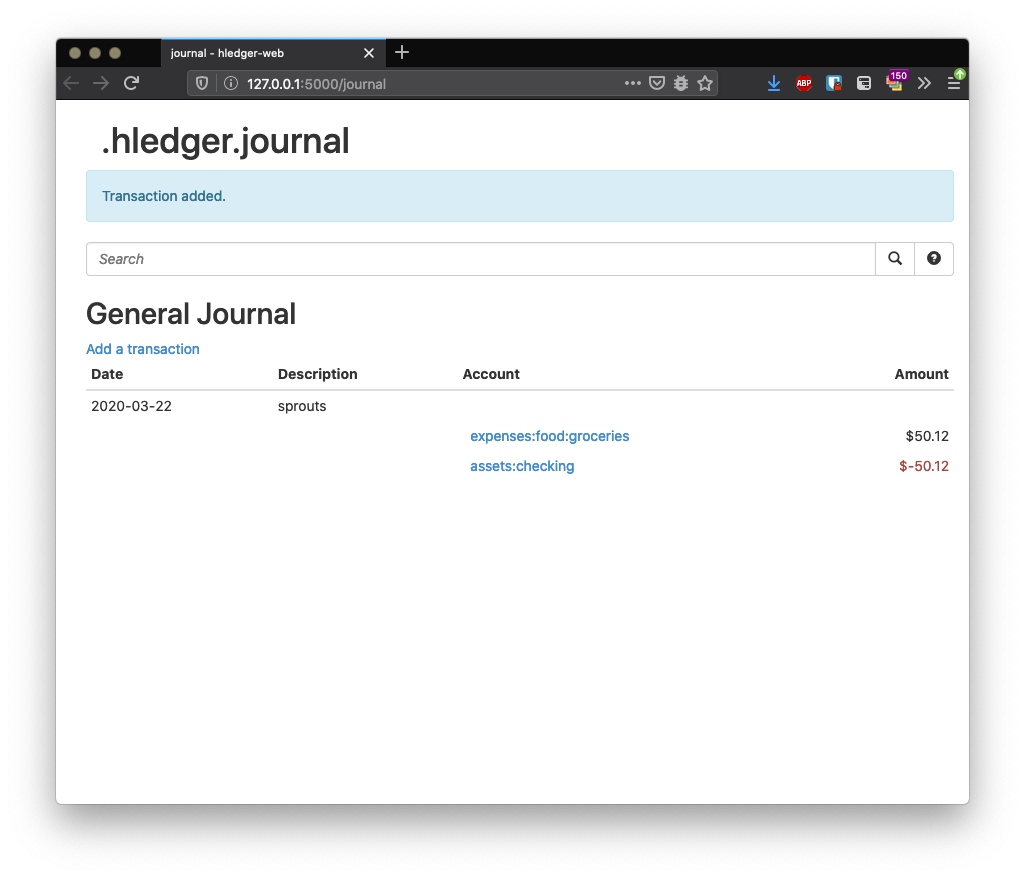 journal - hledger-web
127.0.0.1:5000/journal
ABP
150
.hledger.journal
Transaction added.
Search
General Journal
Add a transaction
Date Description Account Amount
2020-03-22 sprouts
expenses:food:groceries $50.12
assets:checking $-50.12